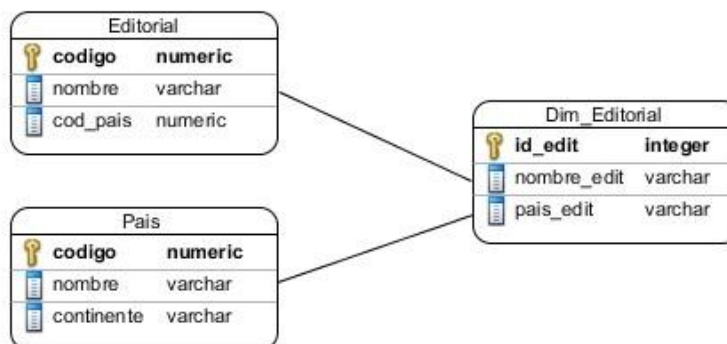 Editorial
codigo numeric
nombre varchar
cod_pais numeric
Dim_Editorial
id_edit integer
nombre_edit varchar
pais_edit varchar
Pais
codigo numeric
nombre varchar
continente varchar